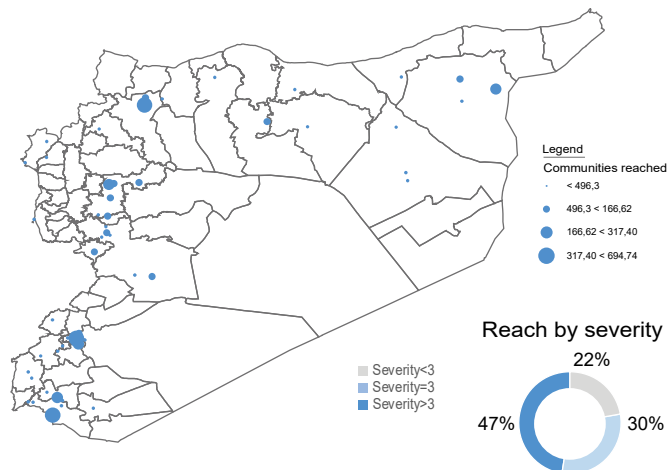 Legend
Communities reached
< 496,3
496,3 < 166,62
166,62 < 317,40
317,40 < 694,74
Reach by severity
Severity<3
Severity=3
Severity>3
22%
47%
30%